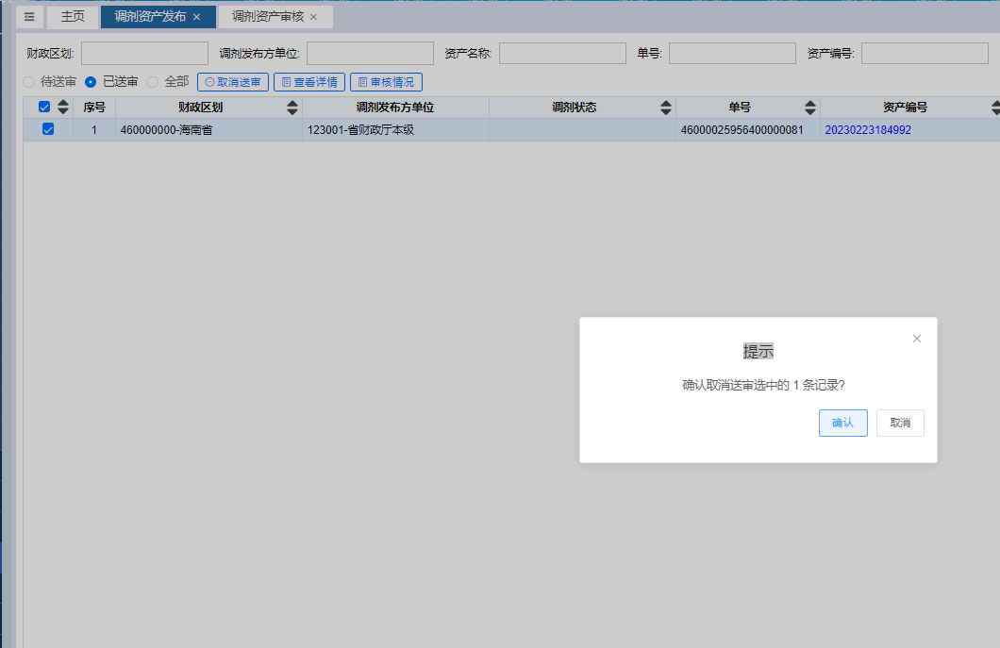 主页 调剂资产发布 调剂资产审核
财政区划: 调剂发布方单位: 资产名称: 单号: 资产编号:
待送审 已送审 全部 取消送审 查看详情 审核情况
序号 财政区划 调剂发布方单位 调剂状态 单号 资产编号
1 460000000-海南省 123001-省财政厅本级 46000025956400000081 20230223184992
提示
确认取消送审选中的 1 条记录?
确认 取消